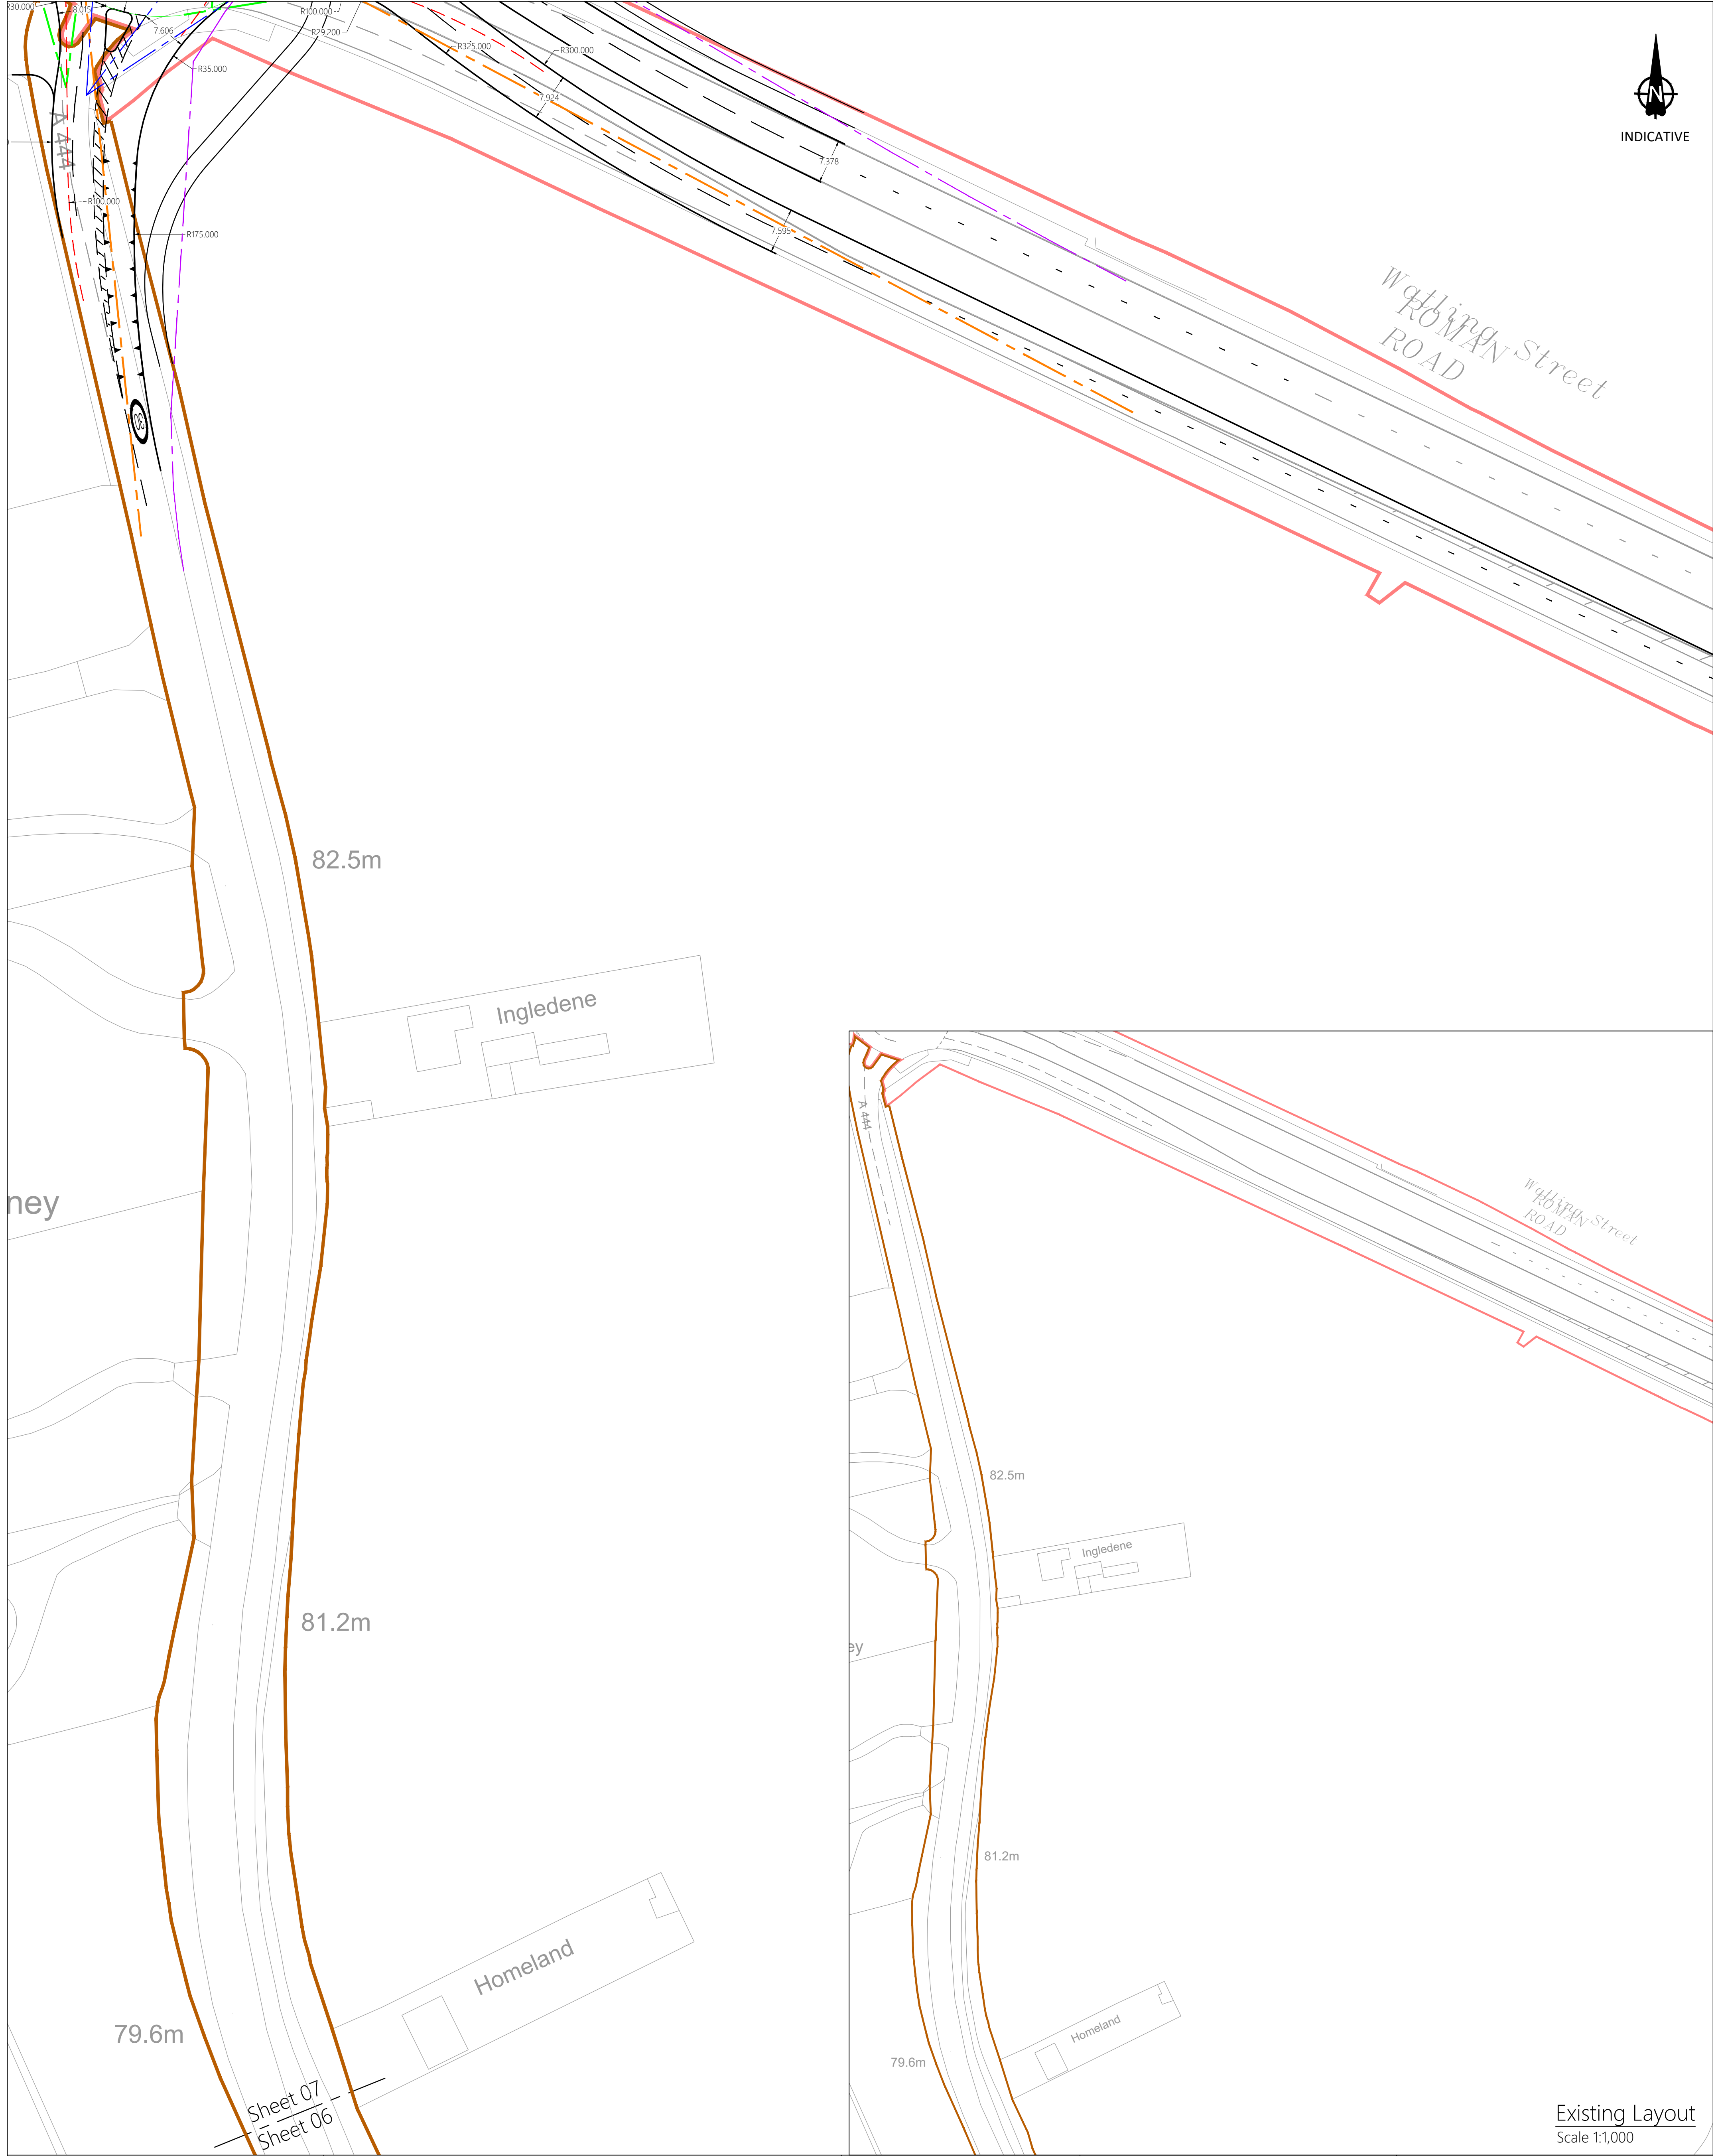 R30.000
8.015
7.606
R100.000
R29.200
R35.000
R325.000
R300.000
7.924
7.378
7.595
N
INDICATIVE
A 444
R100.000
R175.000
30
Watling Street
ROMAN
ROAD
82.5m
Ingledene
ney
81.2m
Homeland
79.6m
Sheet 07
Sheet 06
A 444
Watling Street
ROMAN
ROAD
82.5m
Ingledene
ey
81.2m
Homeland
79.6m
Existing Layout
Scale 1:1,000